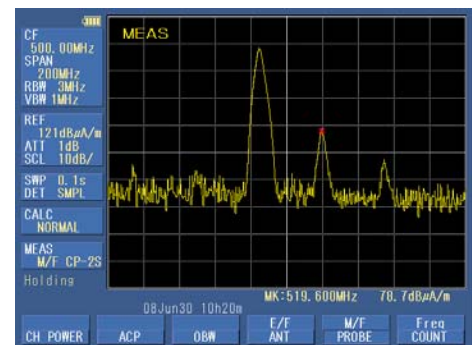 MEAS
CF
500.00MHz
SPAN
200MHz
RBW 3MHz
VBW 1MHz
REF
121dBμA/m
ATT 1dB
SCL 10dB/
SWP 0.1s
DET SMPL
CALC
NORMAL
MEAS
M/F CP-2S
Holding
MK:519.600MHz 78.7dBμA/m
08Jun30 10h20m
CH POWER
ACP
OBW
E/F
ANT
M/F
PROBE
Freq
COUNT